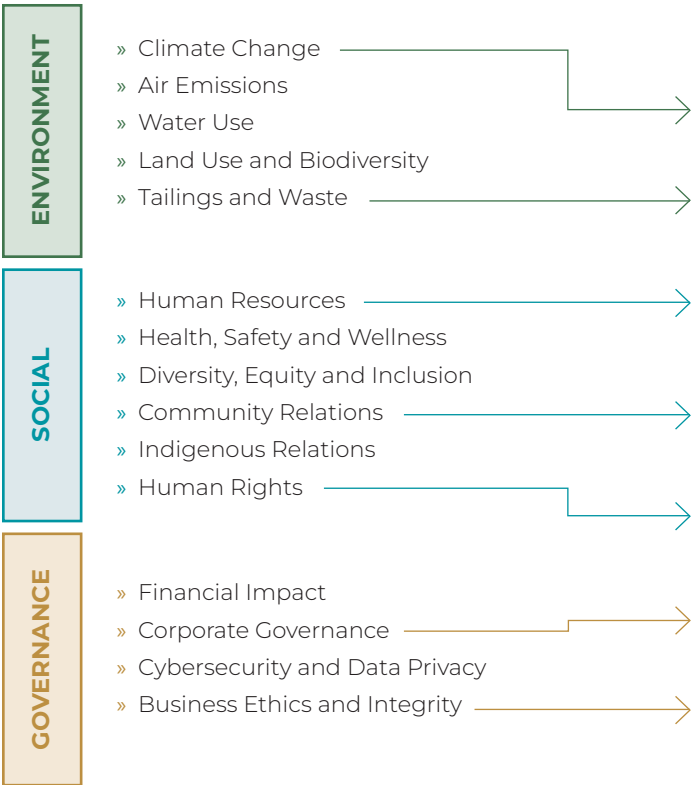 ENVIRONMENT
» Climate Change
» Air Emissions
» Water Use
» Land Use and Biodiversity
» Tailings and Waste
SOCIAL
» Human Resources
» Health, Safety and Wellness
» Diversity, Equity and Inclusion
» Community Relations
» Indigenous Relations
» Human Rights
GOVERNANCE
» Financial Impact
» Corporate Governance
» Cybersecurity and Data Privacy
» Business Ethics and Integrity